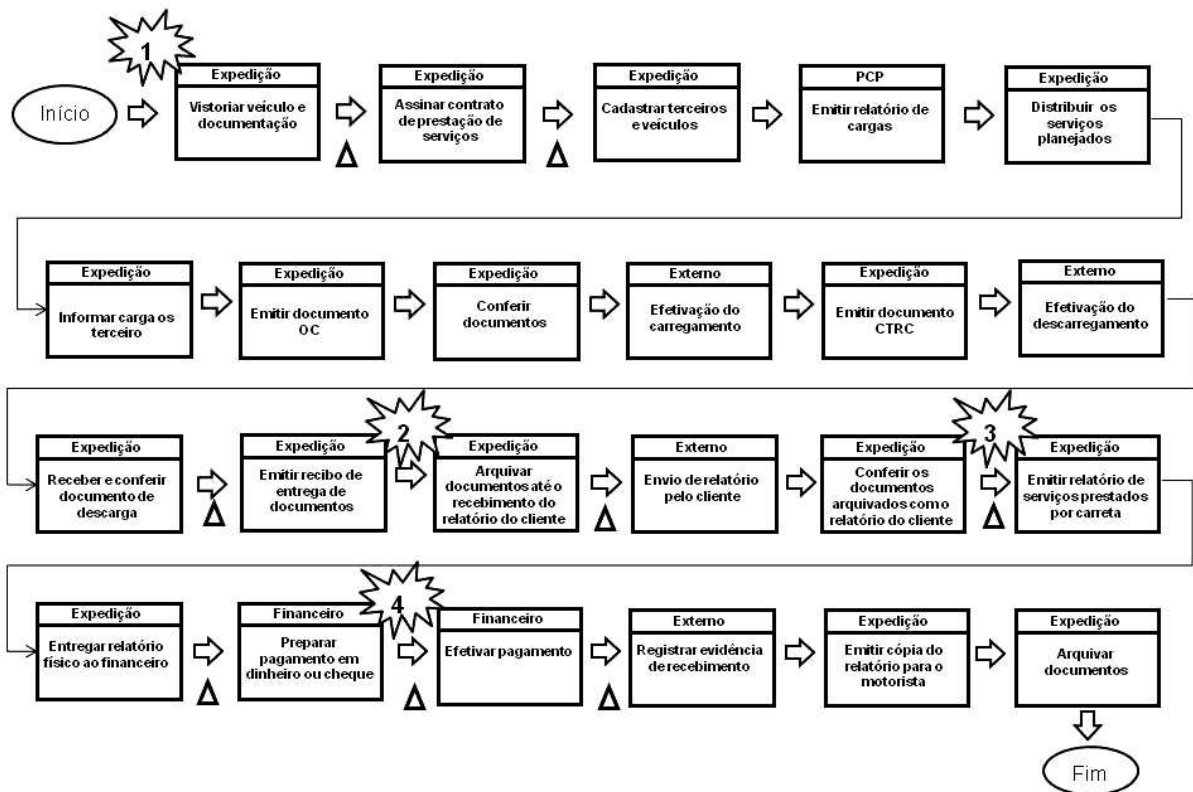 1
Início
Expedição
Vistoriar veículo e
documentação
Expedição
Assinar contrato
de prestação de
serviços
Expedição
Cadastrar terceiros
e veículos
PCP
Emitir relatório de
cargas
Expedição
Distribuir os
serviços
planejados
Expedição
Informar carga os
terceiro
Expedição
Emitir documento
OC
Expedição
Conferir
documentos
Externo
Efetivação do
carregamento
Expedição
Emitir documento
CTRC
Externo
Efetivação do
descarregamento
Expedição
Receber e conferir
documento de
descarga
Expedição
Emitir recibo de
entrega de
documentos
2
Expedição
Arquivar
documentos até o
recebimento do
relatório do cliente
Externo
Envio de relatório
pelo cliente
Expedição
Conferir os
documentos
arquivados com o
relatório do cliente
3
Expedição
Emitir relatório de
serviços prestados
por carreta
Expedição
Entregar relatório
físico ao financeiro
Financeiro
Preparar
pagamento em
dinheiro ou cheque
4
Financeiro
Efetivar pagamento
Externo
Registrar evidência
de recebimento
Expedição
Emitir cópia do
relatório para o
motorista
Expedição
Arquivar
documentos
Fim